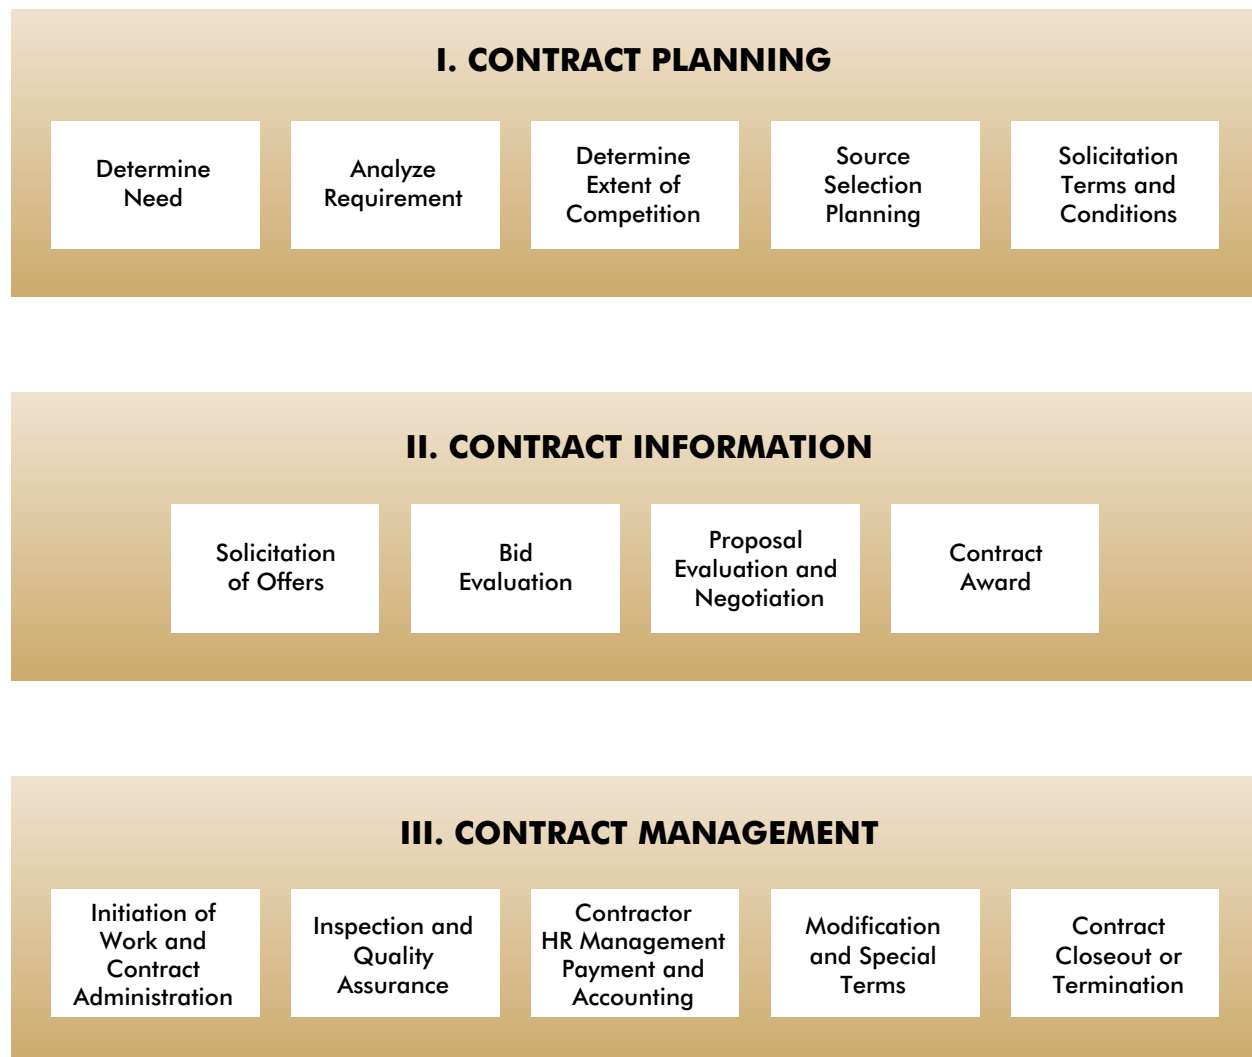 I. CONTRACT PLANNING
Determine
Need
Analyze
Requirement
Determine
Extent of
Competition
Source
Selection
Planning
Solicitation
Terms and
Conditions
II. CONTRACT INFORMATION
Solicitation
of Offers
Bid
Evaluation
Proposal
Evaluation and
Negotiation
Contract
Award
III. CONTRACT MANAGEMENT
Initiation of
Work and
Contract
Administration
Inspection and
Quality
Assurance
Contractor
HR Management
Payment and
Accounting
Modification
and Special
Terms
Contract
Closeout or
Termination